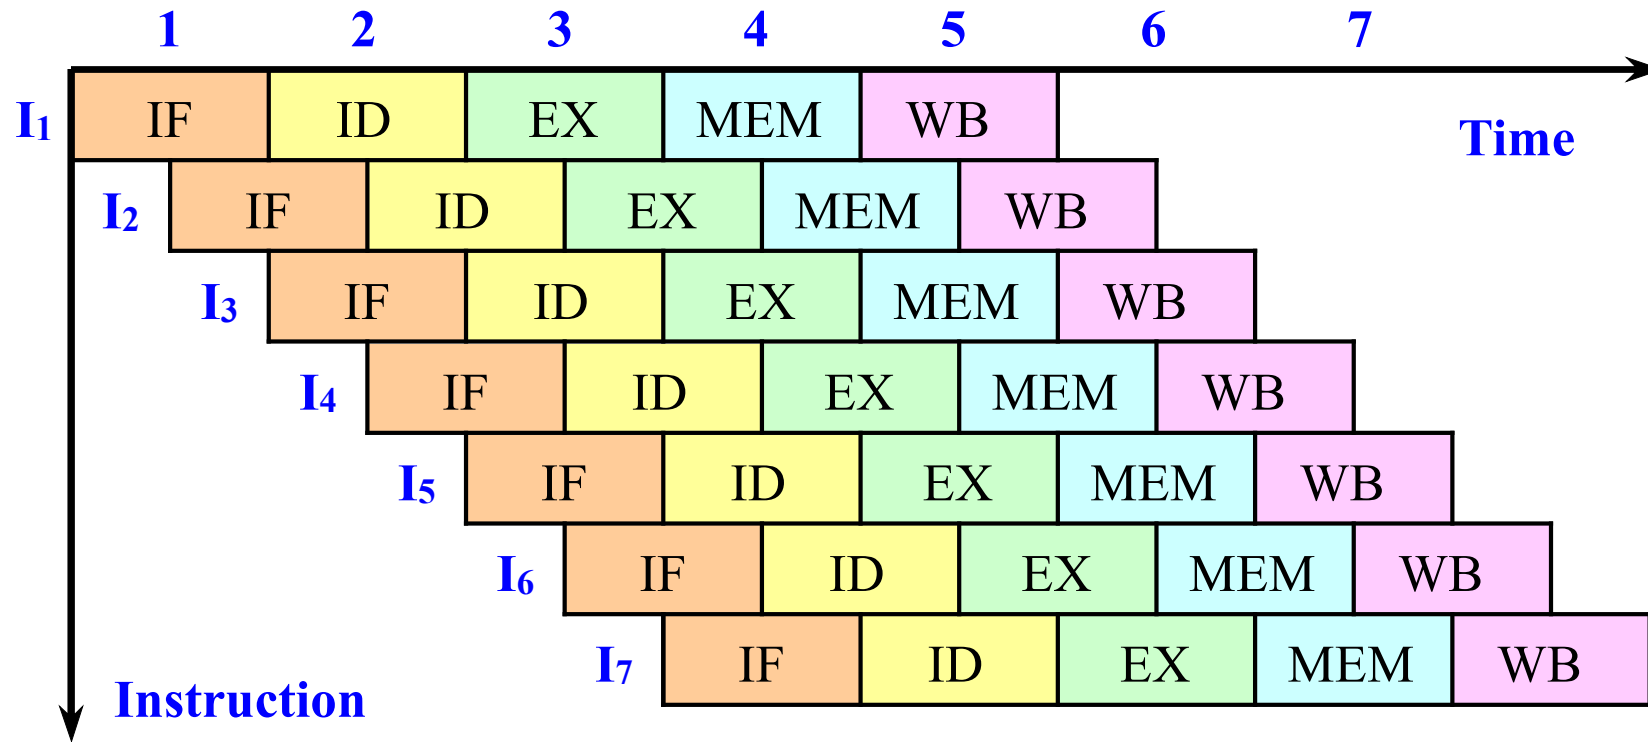 1 2 3 4 5 6 7
I1 IF ID EX MEM WB
Time
I2 IF ID EX MEM WB
I3 IF ID EX MEM WB
I4 IF ID EX MEM WB
I5 IF ID EX MEM WB
I6 IF ID EX MEM WB
I7 IF ID EX MEM WB
Instruction